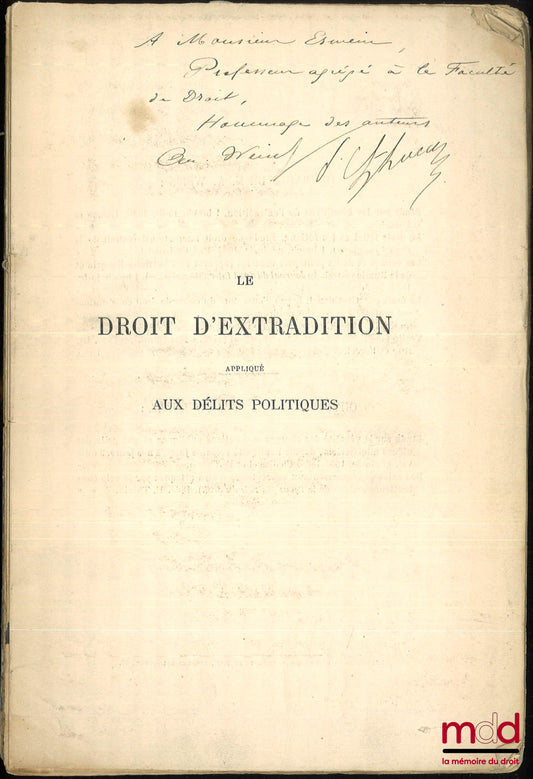 A Monsieur Esmein,
Professeur agrégé à la Faculté
de Droit,
Hommage des auteurs
LE
DROIT D'EXTRADITION
APPLIQUÉ
AUX DÉLITS POLITIQUES
mdd
la mémoire du droit